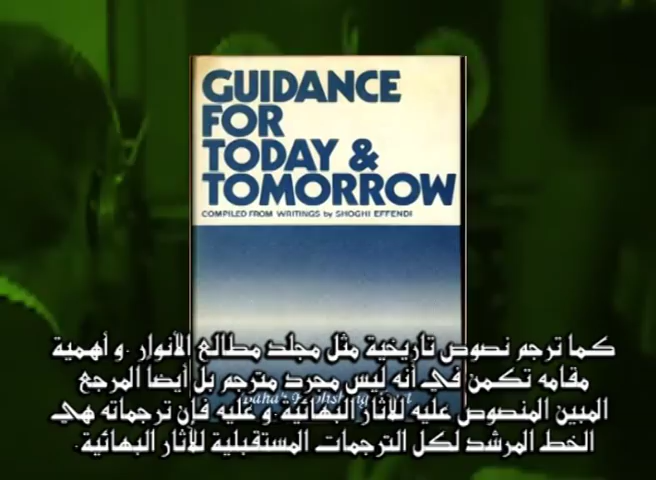 GUIDANCE
FOR
TODAY &
TOMORROW
COMPILED FROM WRITINGS by SHOGHI EFFENDI
كما ترجم نصوص تاريخية مثل مجلد مطالع الأنوار .و أهمية
مقامه تكمن في أنه ليس مجرد مترجم بل أيضا المرجع
المبين المنصوص عليه للآثار البهائية. و عليه فإن ترجماته هي
الخط المرشد لكل الترجمات المستقبلية للآثار البهائية.